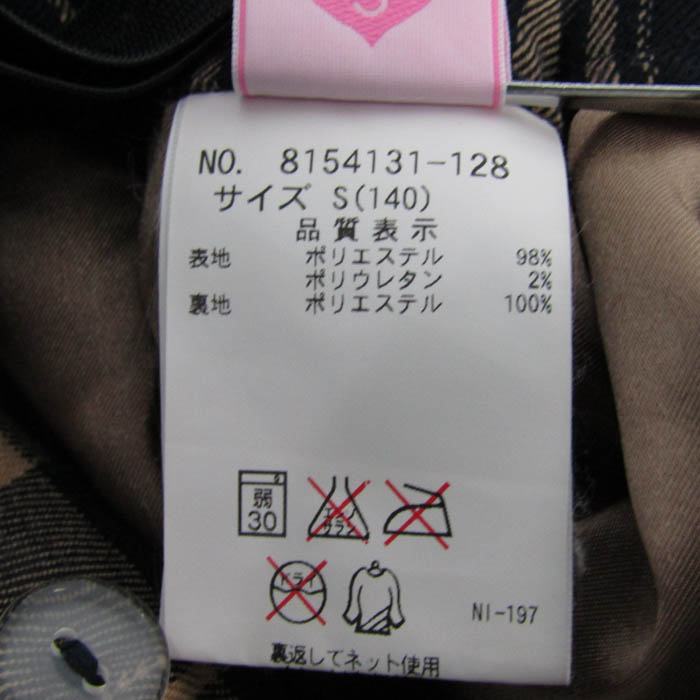 S
NO. 8154131-128
サイズ S(140)
品質表示
表地 ポリエステル 98%
ポリウレタン 2%
裏地 ポリエステル 100%
弱
30
エンソ
サラシ
ドライ
NI-197
裏返してネット使用